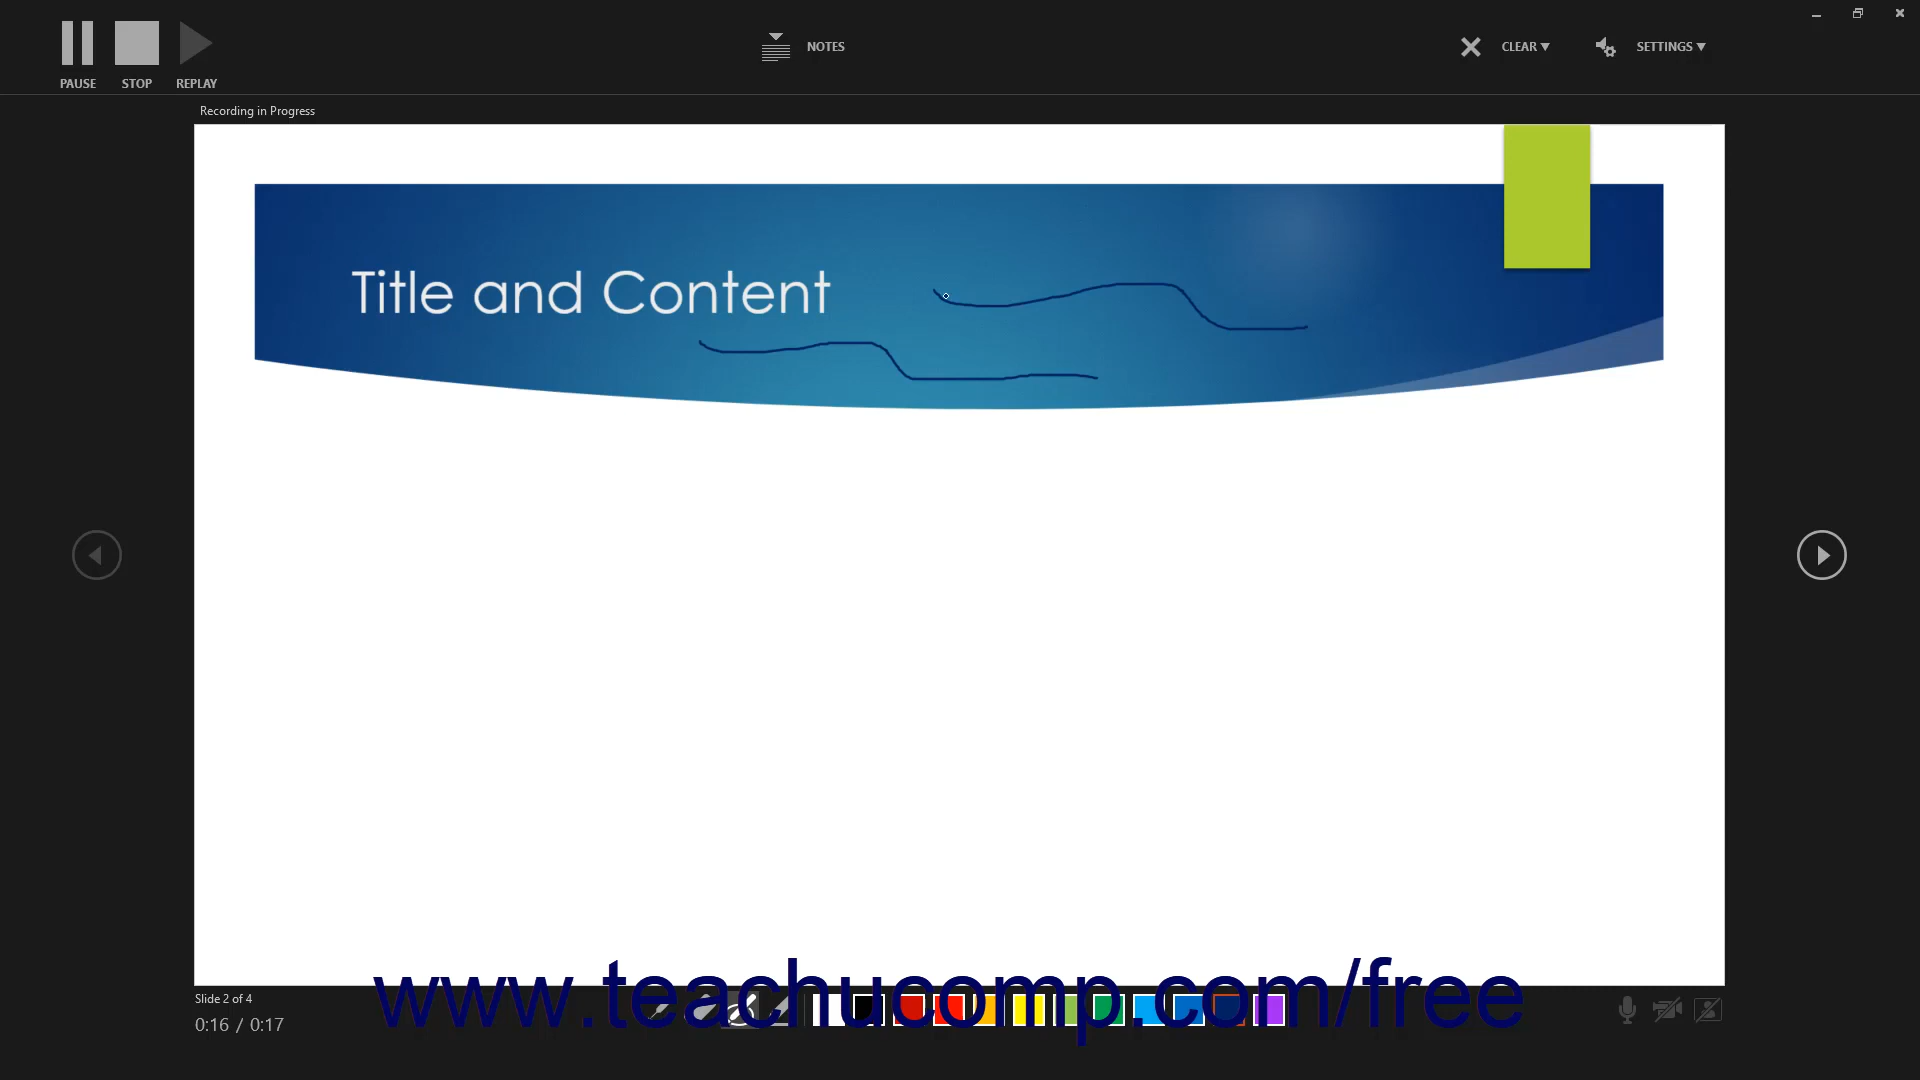 PAUSE STOP REPLAY
NOTES
CLEAR
SETTINGS
Recording in Progress
Title and Content
Slide 2 of 4
0:16 / 0:17
www.teachucomp.com/free